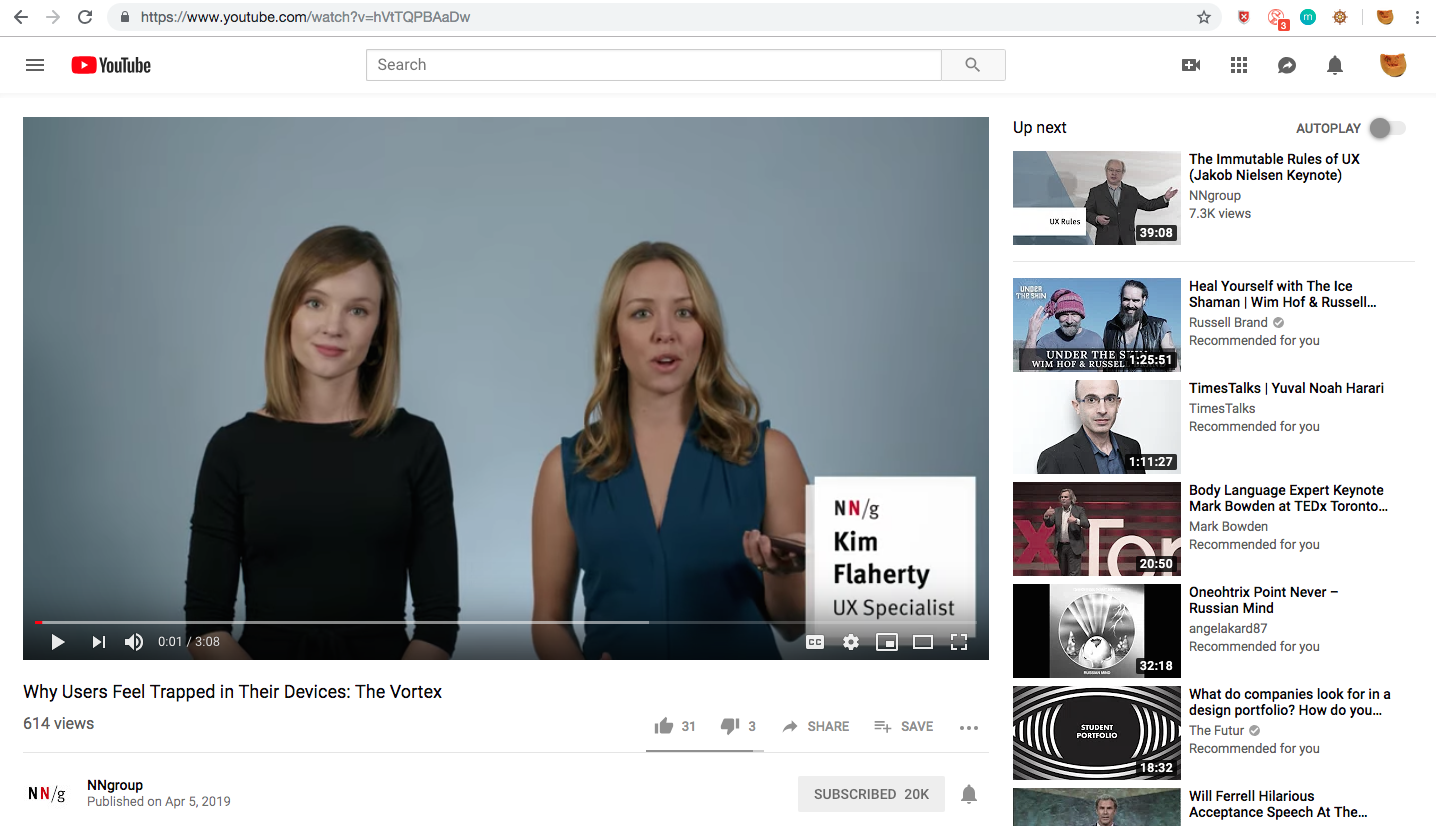 https://www.youtube.com/watch?v=hVtTQPBAaDw
3
m
YouTube
Search
NN/g
Kim
Flaherty
UX Specialist
0:01 / 3:08
CC
Why Users Feel Trapped in Their Devices: The Vortex
614 views
31
3
SHARE
SAVE
NN/g
NNgroup
Published on Apr 5, 2019
SUBSCRIBED 20K
Up next
AUTOPLAY
UX Rules
39:08
The Immutable Rules of UX
(Jakob Nielsen Keynote)
NNgroup
7.3K views
UNDER
THE SKIN
UNDER THE S
WIM HOF & RUSSEL
1:25:51
Heal Yourself with The Ice
Shaman | Wim Hof & Russell...
Russell Brand
Recommended for you
1:11:27
TimesTalks | Yuval Noah Harari
TimesTalks
Recommended for you
x Tor
20:50
Body Language Expert Keynote
Mark Bowden at TEDx Toronto...
Mark Bowden
Recommended for you
RUSSIAN MIND
32:18
Oneohtrix Point Never –
Russian Mind
angelakard87
Recommended for you
STUDENT
PORTFOLIO
18:32
What do companies look for in a
design portfolio? How do you...
The Futur
Recommended for you
Will Ferrell Hilarious
Acceptance Speech At The...